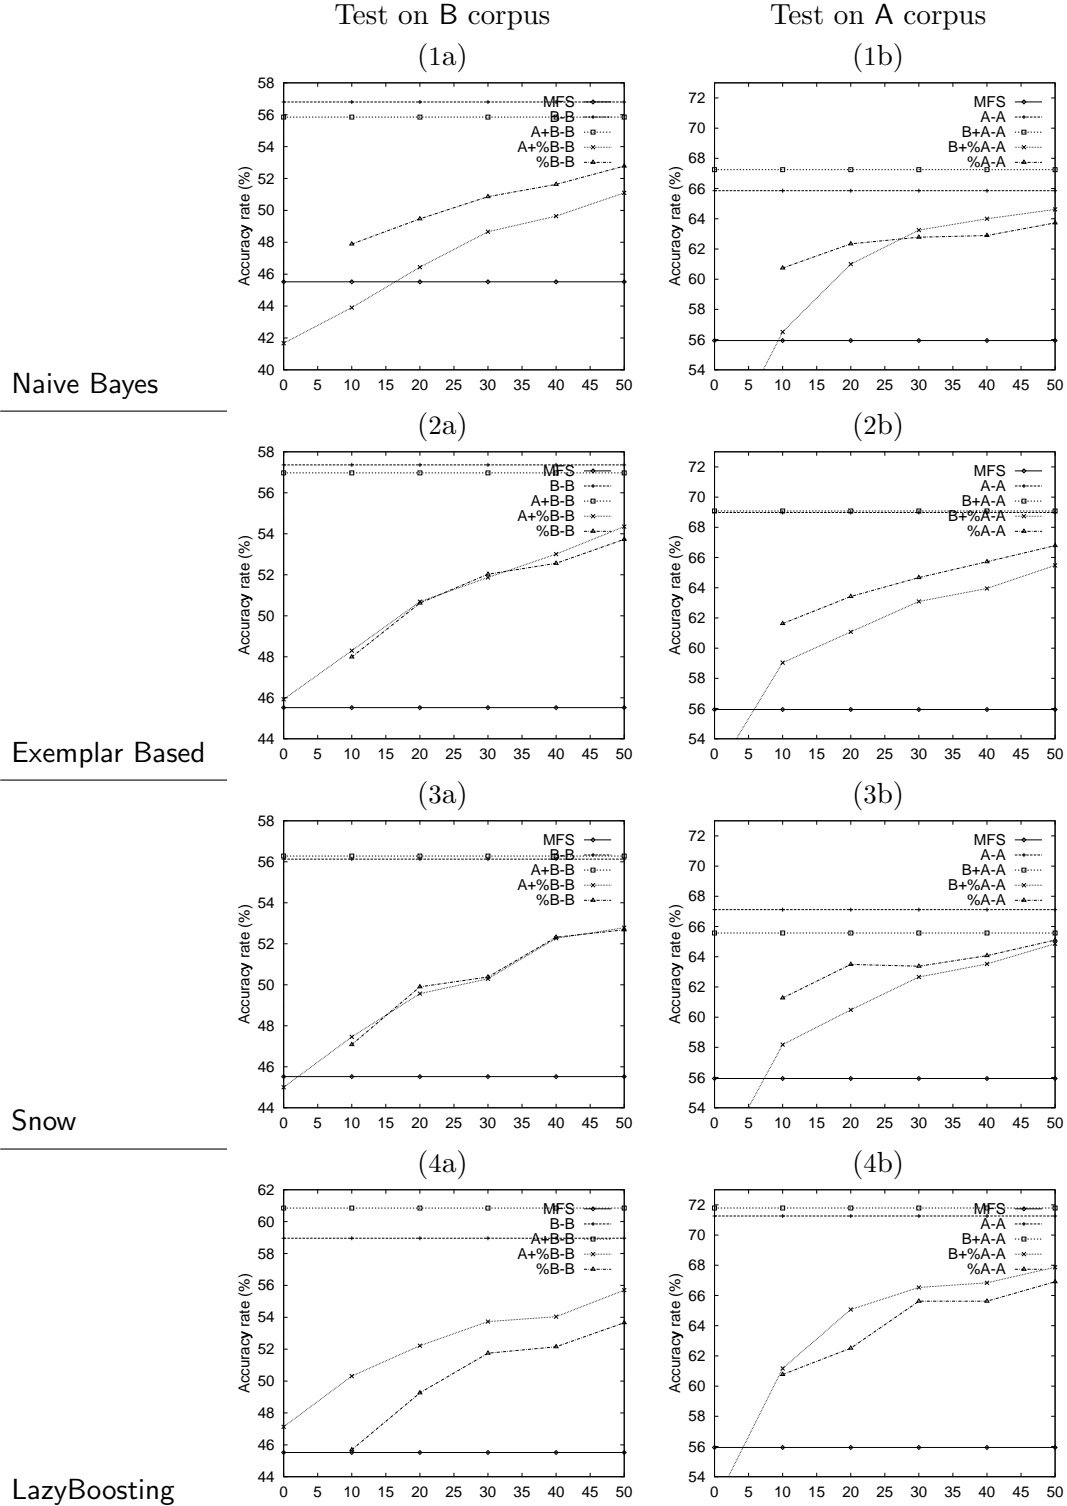 Test on B corpus
Test on A corpus
(1a)
58
56
54
52
50
48
46
44
42
40
Accuracy rate (%)
MFS
B-B
A+B-B
A+%B-B
%B-B
0 5 10 15 20 25 30 35 40 45 50
(1b)
72
70
68
66
64
62
60
58
56
54
Accuracy rate (%)
MFS
A-A
B+A-A
B+%A-A
%A-A
0 5 10 15 20 25 30 35 40 45 50
Naive Bayes
(2a)
58
56
54
52
50
48
46
44
Accuracy rate (%)
MFS
B-B
A+B-B
A+%B-B
%B-B
0 5 10 15 20 25 30 35 40 45 50
(2b)
72
70
68
66
64
62
60
58
56
54
Accuracy rate (%)
MFS
A-A
B+A-A
B+%A-A
%A-A
0 5 10 15 20 25 30 35 40 45 50
Exemplar Based
(3a)
58
56
54
52
50
48
46
44
Accuracy rate (%)
MFS
B-B
A+B-B
A+%B-B
%B-B
0 5 10 15 20 25 30 35 40 45 50
(3b)
72
70
68
66
64
62
60
58
56
54
Accuracy rate (%)
MFS
A-A
B+A-A
B+%A-A
%A-A
0 5 10 15 20 25 30 35 40 45 50
Snow
(4a)
62
60
58
56
54
52
50
48
46
44
Accuracy rate (%)
MFS
B-B
A+B-B
A+%B-B
%B-B
0 5 10 15 20 25 30 35 40 45 50
(4b)
72
70
68
66
64
62
60
58
56
54
Accuracy rate (%)
MFS
A-A
B+A-A
B+%A-A
%A-A
0 5 10 15 20 25 30 35 40 45 50
LazyBoosting